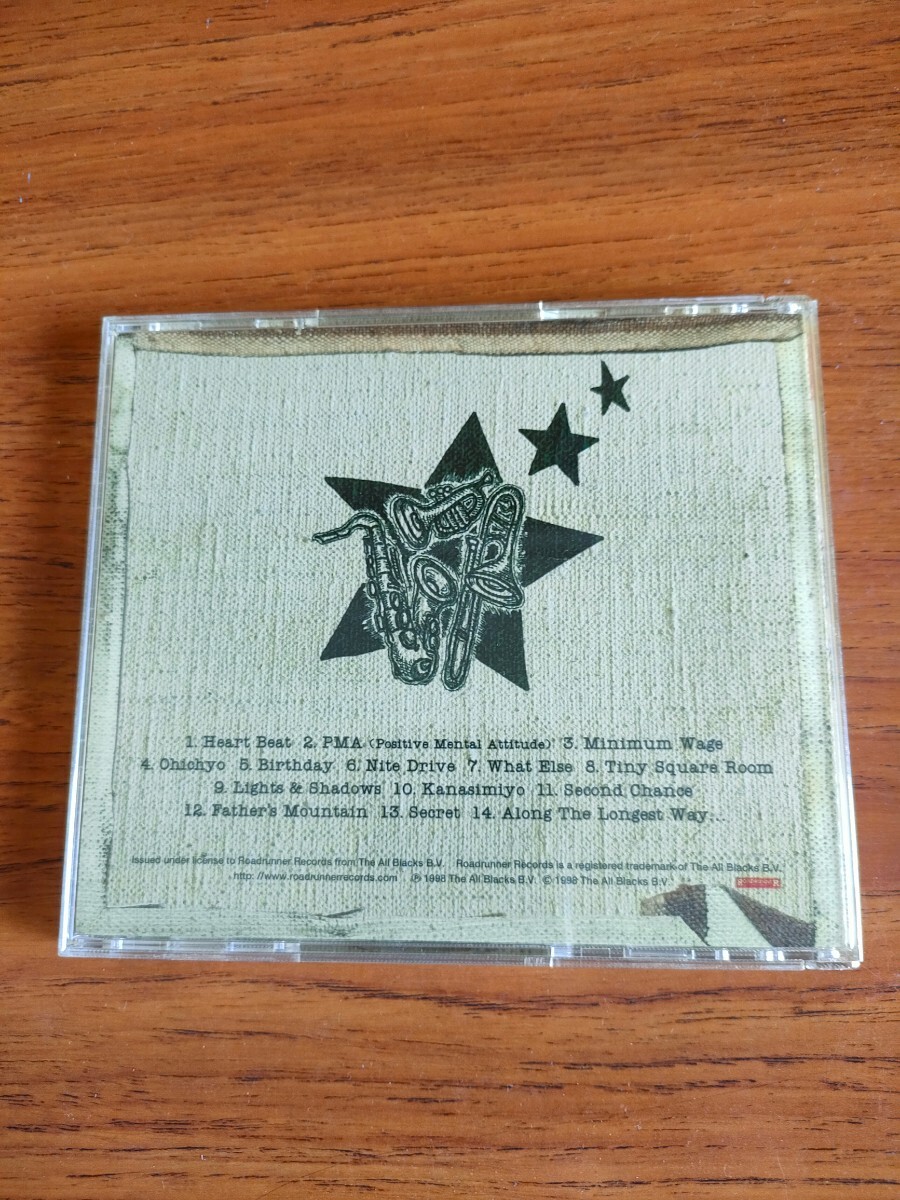 1. Heart Beat 2. PMA (Positive Mental Attitude) 3. Minimum Wage
4. Ohichyo 5. Birthday 6. Nite Drive 7. What Else 8. Tiny Square Room
9. Lights & Shadows 10. Kanasimiyo 11. Second Chance
12. Father's Mountain 13. Secret 14. Along The Longest Way...
Issued under license to Roadrunner Records from The All Blacks B.V. Roadrunner Records is a registered trademark of The All Blacks B.V.
http://www.roadrunnerrecords.com ℗ 1998 The All Blacks B.V. © 1998 The All Blacks B.V.